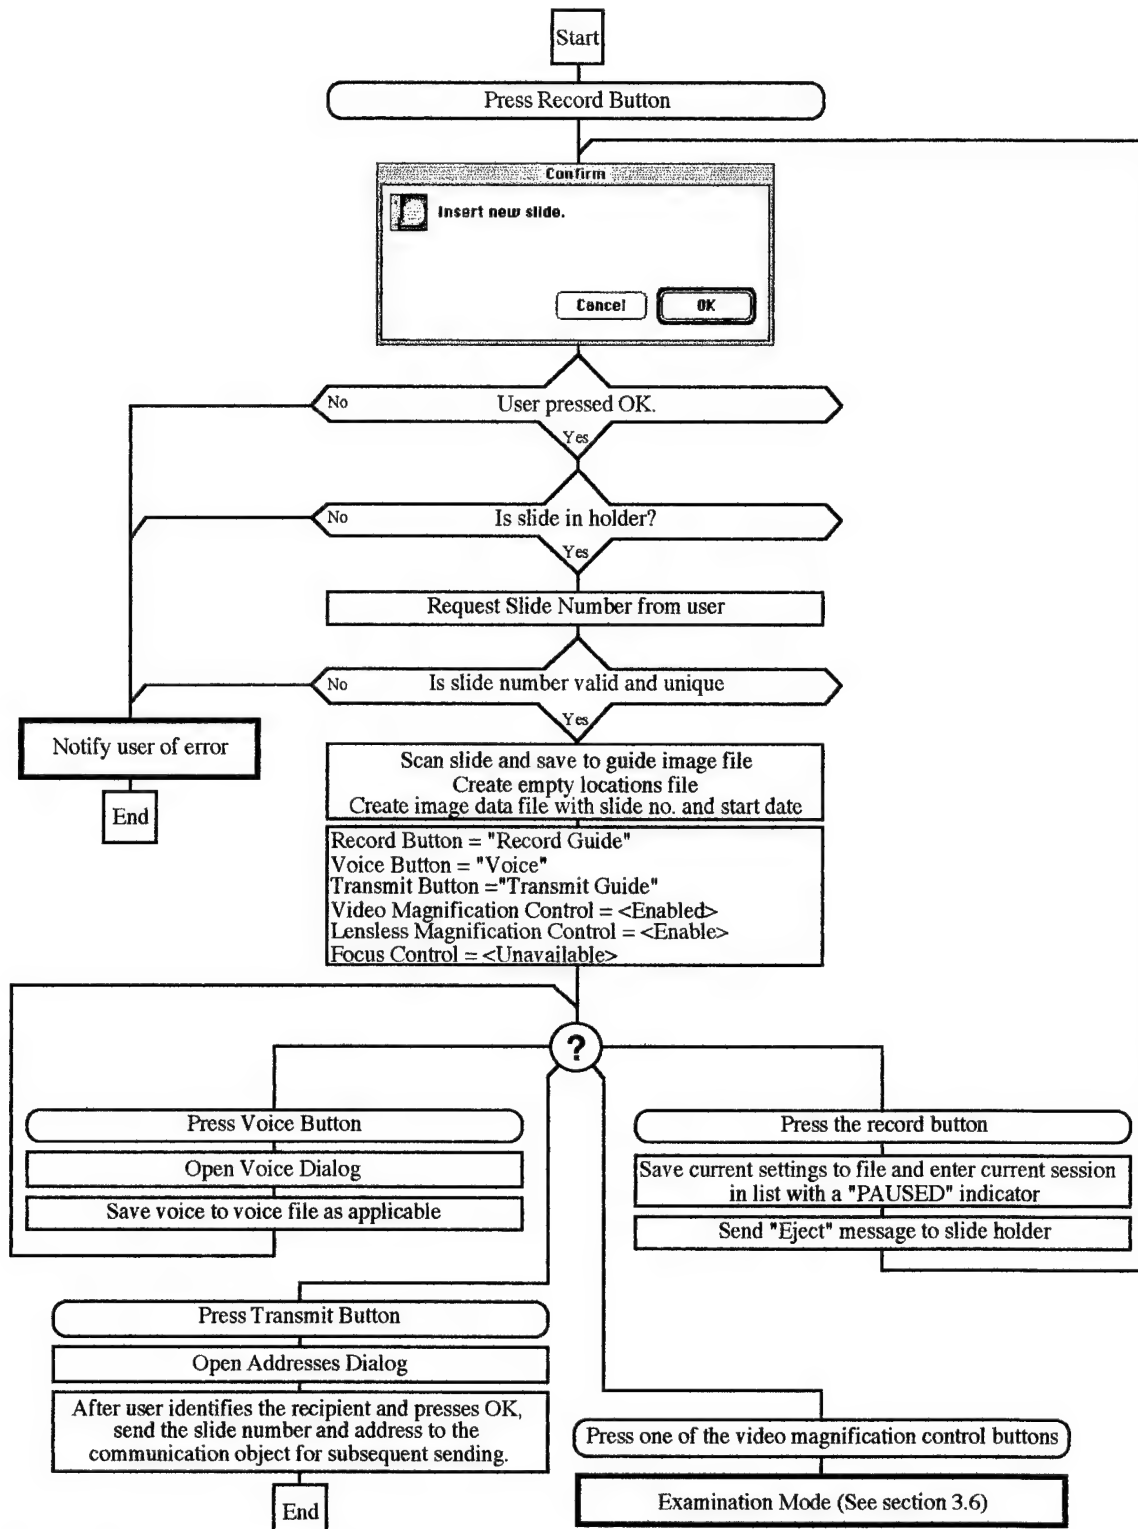 Start
Press Record Button
Confirm
Insert new slide.
Cancel
OK
No
User pressed OK.
Yes
No
Is slide in holder?
Yes
Request Slide Number from user
No
Is slide number valid and unique
Yes
Notify user of error
End
Scan slide and save to guide image file
Create empty locations file
Create image data file with slide no. and start date
Record Button = "Record Guide"
Voice Button = "Voice"
Transmit Button ="Transmit Guide"
Video Magnification Control = <Enabled>
Lensless Magnification Control = <Enable>
Focus Control = <Unavailable>
?
Press Voice Button
Open Voice Dialog
Save voice to voice file as applicable
Press the record button
Save current settings to file and enter current session
in list with a "PAUSED" indicator
Send "Eject" message to slide holder
Press Transmit Button
Open Addresses Dialog
After user identifies the recipient and presses OK,
send the slide number and address to the
communication object for subsequent sending.
End
Press one of the video magnification control buttons
Examination Mode (See section 3.6)